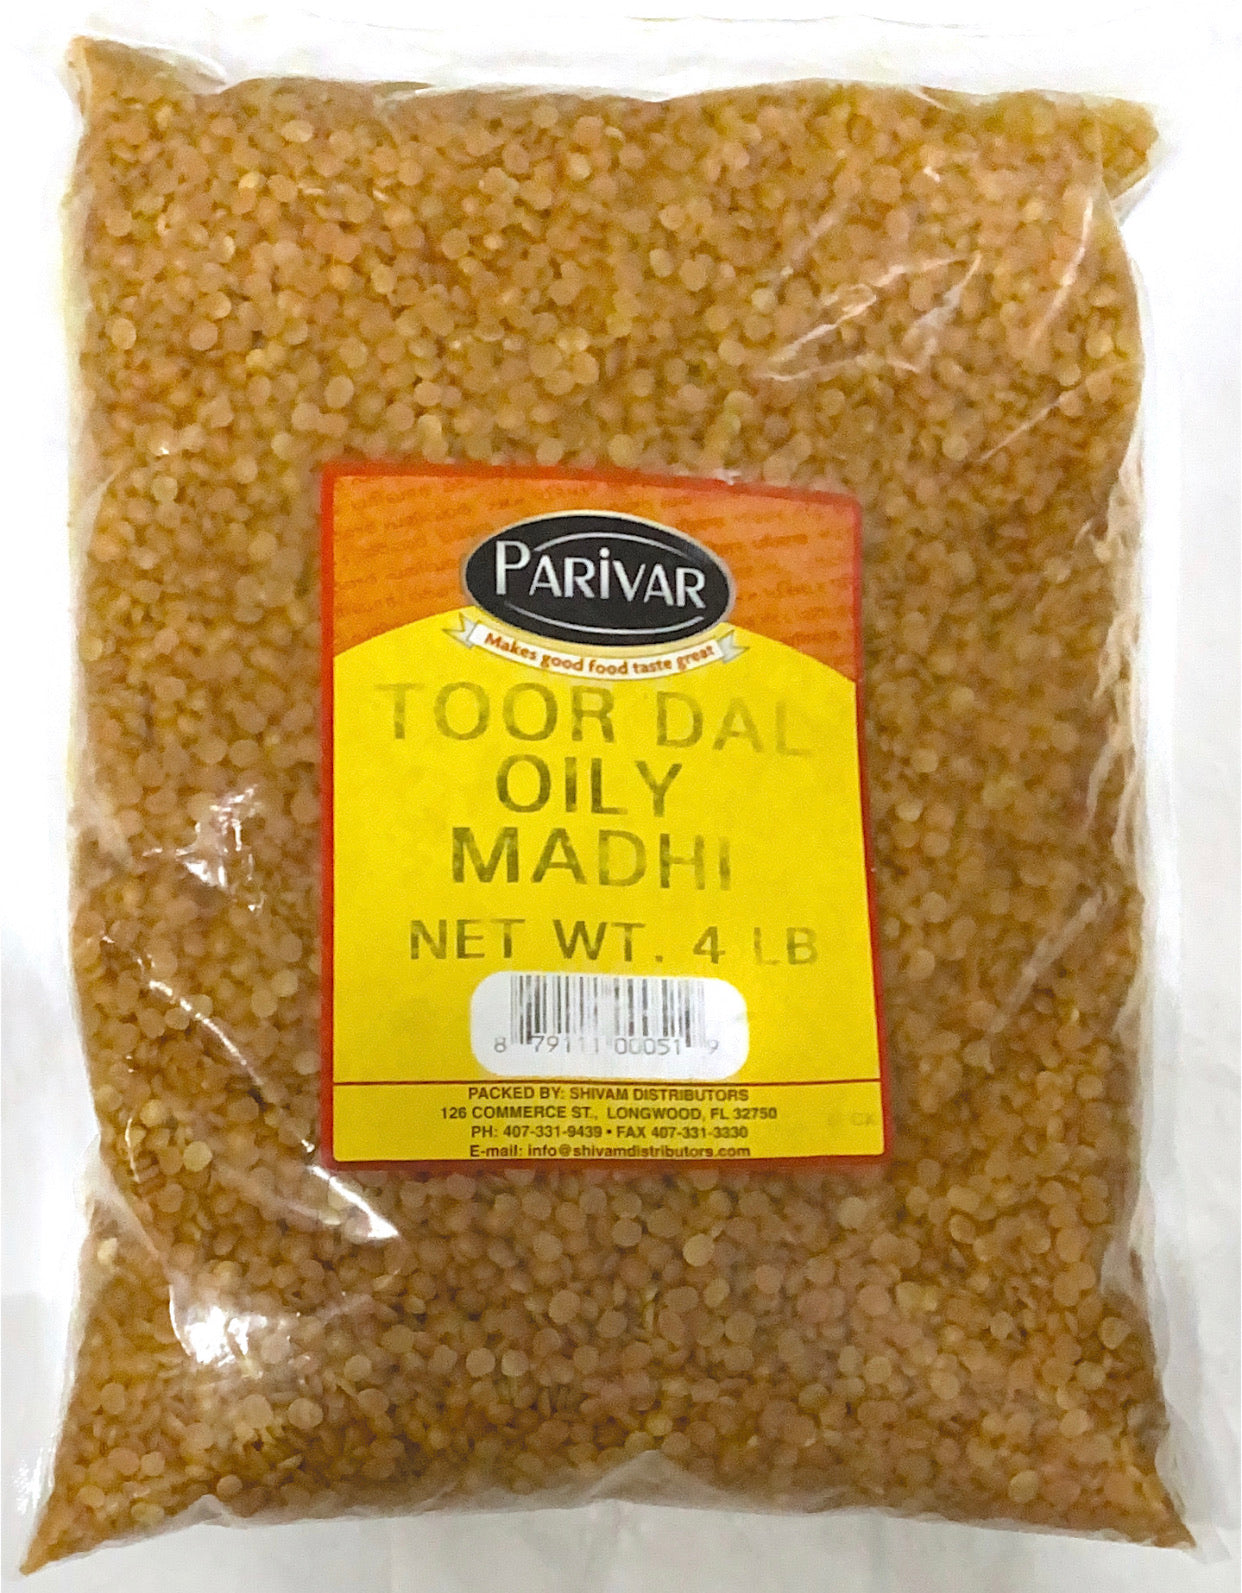 PARiVAR
Makes good food taste great
TOOR DAL
OILY
MADHI
NET WT. 4 LB
8 79111 00051 9
PACKED BY: SHIVAM DISTRIBUTORS
126 COMMERCE ST., LONGWOOD, FL 32750
PH: 407-331-9439 • FAX 407-331-3330
E-mail: info@shivamdistributors.com